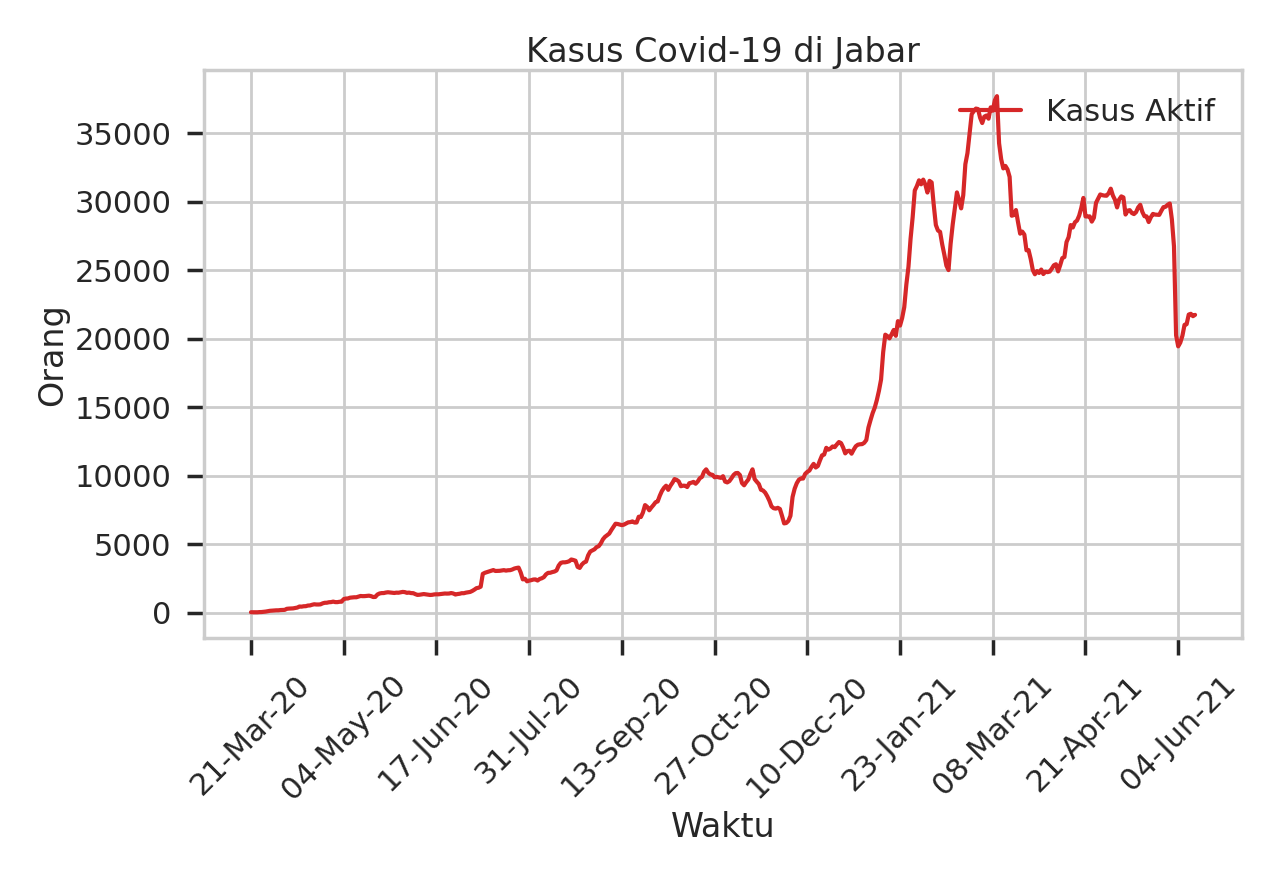 Kasus Covid-19 di Jabar
Kasus Aktif
35000
30000
25000
20000
15000
10000
5000
0
Orang
21-Mar-20
04-May-20
17-Jun-20
31-Jul-20
13-Sep-20
27-Oct-20
10-Dec-20
23-Jan-21
08-Mar-21
21-Apr-21
04-Jun-21
Waktu